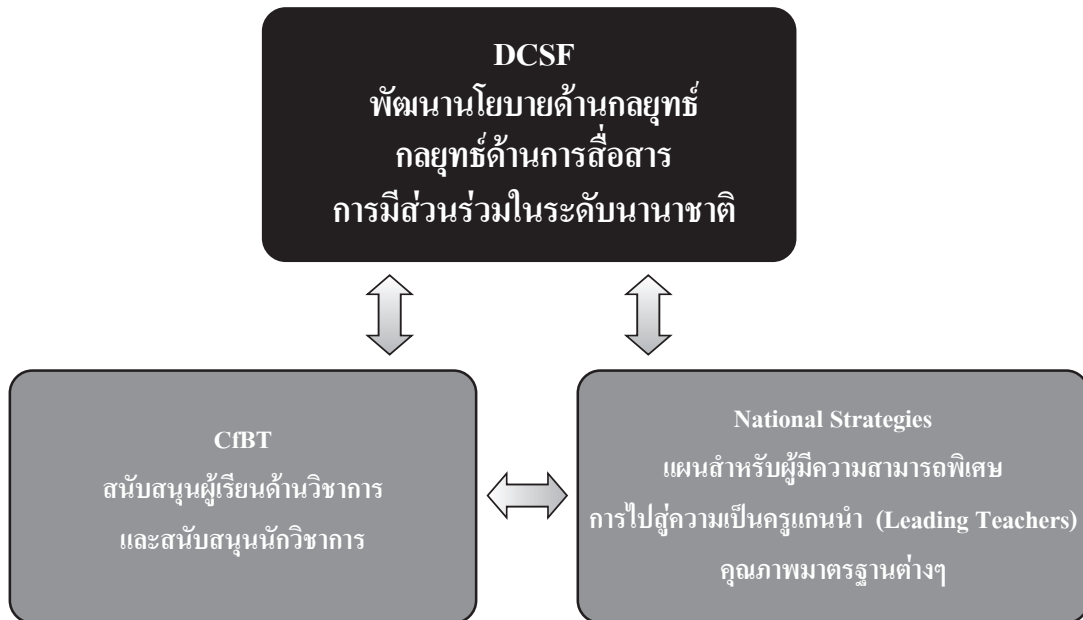 DCSF
พัฒนานโยบายด้านกลยุทธ์
กลยุทธ์ด้านการสื่อสาร
การมีส่วนร่วมในระดับนานาชาติ
CfBT
สนับสนุนผู้เรียนด้านวิชาการ
และสนับสนุนนักวิชาการ
National Strategies
แผนสำหรับผู้มีความสามารถพิเศษ
การไปสู่ความเป็นครูแกนนำ (Leading Teachers)
คุณภาพมาตรฐานต่างๆ